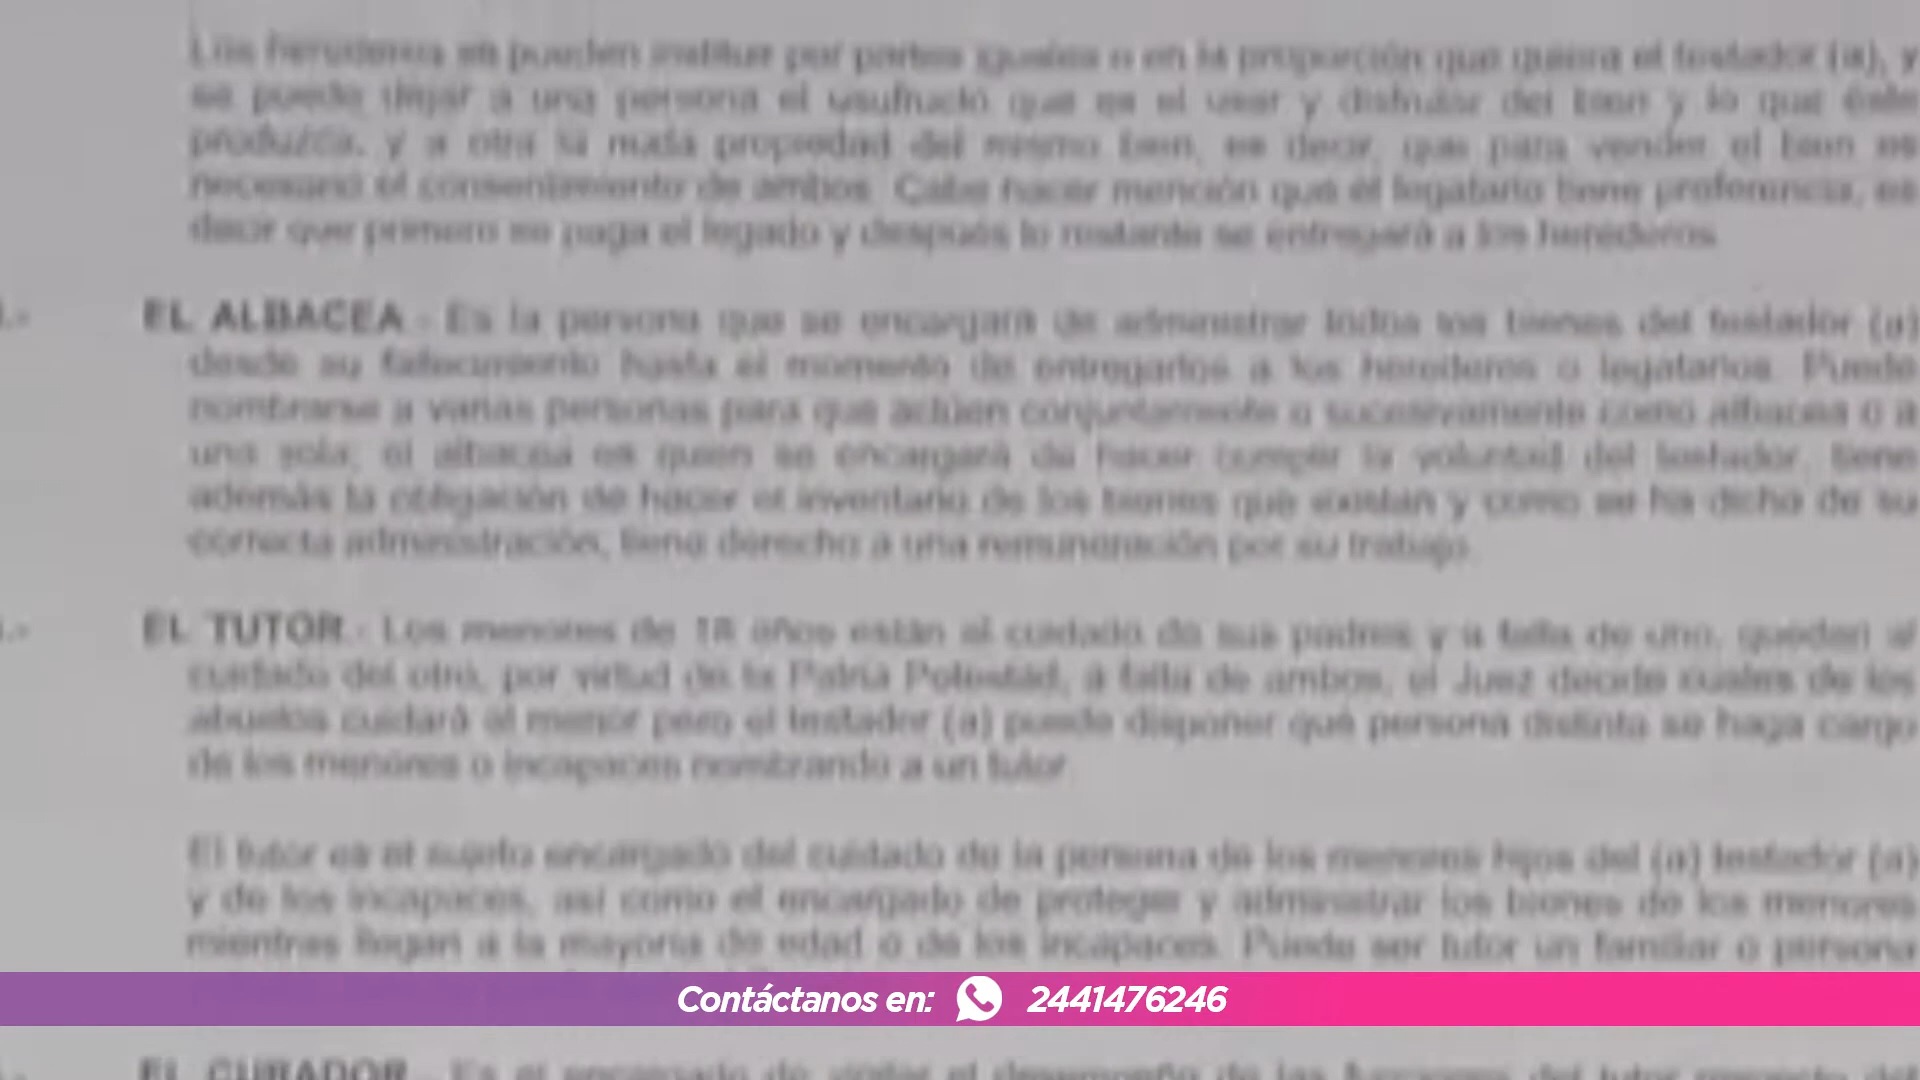 Los herederos se pueden instituir por partes iguales o en la proporción que quiera el testador (a), y
se puede dejar a una persona el usufructo que es el usar y disfrutar del bien y lo que éste
produzca, y a otra la nuda propiedad del mismo bien, es decir, que para vender el bien es
necesario el consentimiento de ambos. Cabe hacer mención que el legatario tiene preferencia, es
decir que primero se paga el legado y después lo restante se entregará a los herederos.
EL ALBACEA.- Es la persona que se encargará de administrar todos los bienes del testador (a)
desde su fallecimiento hasta el momento de entregarlos a los herederos o legatarios. Puede
nombrarse a varias personas para que actúen conjuntamente o sucesivamente como albacea o a
una sola; el albacea es quien se encargará de hacer cumplir la voluntad del testador, tiene
además la obligación de hacer el inventario de los bienes que existan y como se ha dicho de su
correcta administración, tiene derecho a una remuneración por su trabajo.
EL TUTOR.- Los menores de 18 años están al cuidado de sus padres y a falta de uno, quedan al
cuidado del otro, por virtud de la Patria Potestad, a falta de ambos, el Juez decide cuales de los
abuelos cuidará al menor pero el testador (a) puede disponer qué persona distinta se haga cargo
de los menores o incapaces nombrando a un tutor.
El tutor es el sujeto encargado del cuidado de la persona de los menores hijos del (a) testador (a)
y de los incapaces, así como el encargado de proteger y administrar los bienes de los menores
mientras llegan a la mayoría de edad o de los incapaces. Puede ser tutor un familiar o persona
Contáctanos en: 2441476246
EL CURADOR.- Es el encargado de vigilar el desempeño de las funciones del tutor respecto del